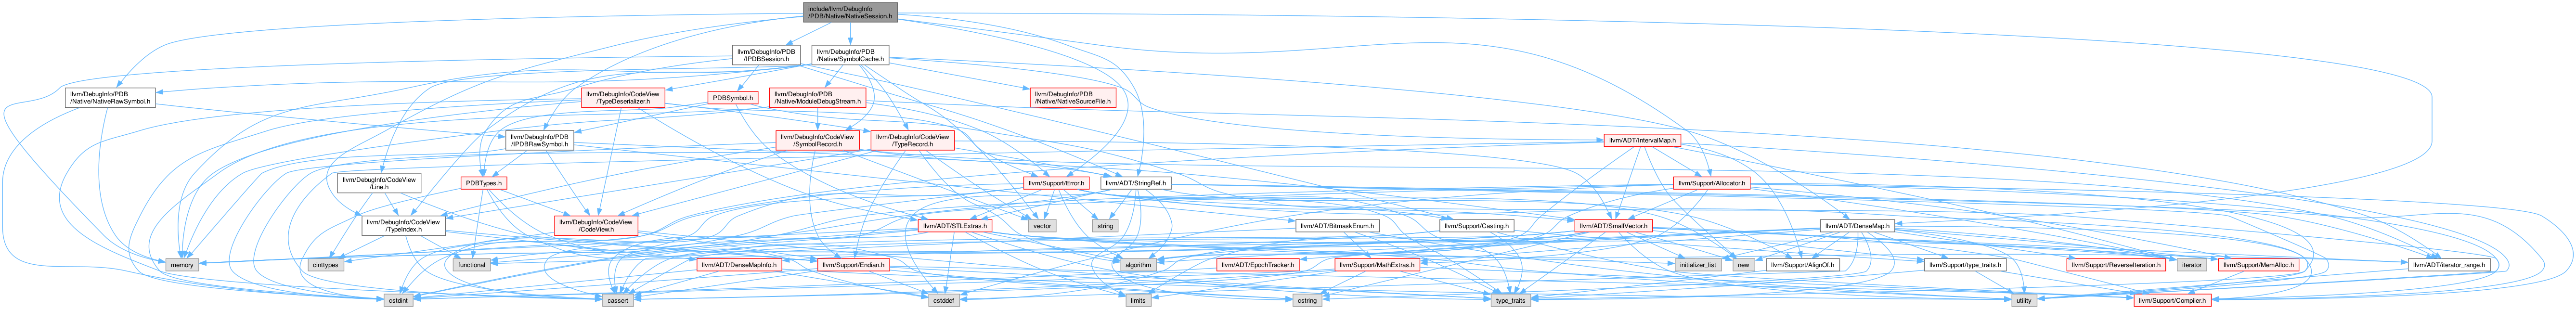 include/llvm/DebugInfo
/PDB/Native/NativeSession.h
llvm/DebugInfo/PDB
/IPDBSession.h
llvm/DebugInfo/PDB
/Native/SymbolCache.h
llvm/DebugInfo/PDB
/Native/NativeRawSymbol.h
llvm/DebugInfo/CodeView
/TypeDeserializer.h
PDBSymbol.h
llvm/DebugInfo/PDB
/Native/ModuleDebugStream.h
llvm/DebugInfo/PDB
/Native/NativeSourceFile.h
llvm/DebugInfo/PDB
/IPDBRawSymbol.h
llvm/DebugInfo/CodeView
/SymbolRecord.h
llvm/DebugInfo/CodeView
/TypeRecord.h
llvm/ADT/IntervalMap.h
llvm/DebugInfo/CodeView
/Line.h
PDBTypes.h
llvm/Support/Error.h
llvm/ADT/StringRef.h
llvm/Support/Allocator.h
llvm/DebugInfo/CodeView
/TypeIndex.h
llvm/DebugInfo/CodeView
/CodeView.h
llvm/ADT/STLExtras.h
vector
string
llvm/ADT/BitmaskEnum.h
llvm/Support/Casting.h
llvm/ADT/SmallVector.h
llvm/ADT/DenseMap.h
memory
cinttypes
functional
llvm/ADT/DenseMapInfo.h
llvm/Support/Endian.h
algorithm
llvm/ADT/EpochTracker.h
llvm/Support/MathExtras.h
initializer_list
new
llvm/Support/AlignOf.h
llvm/Support/type_traits.h
llvm/Support/ReverseIteration.h
iterator
llvm/Support/MemAlloc.h
llvm/ADT/iterator_range.h
cstdint
cassert
cstddef
limits
cstring
type_traits
utility
llvm/Support/Compiler.h